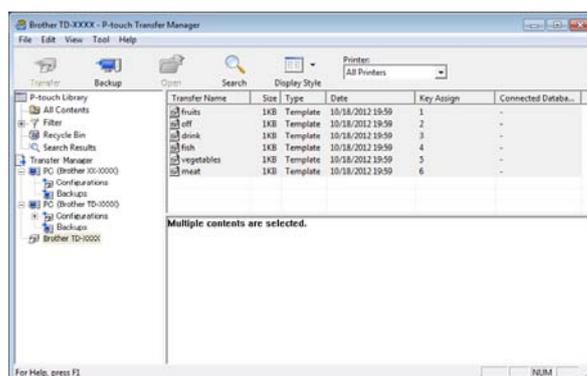 Brother TD-XXXX - P-touch Transfer Manager
File Edit View Tool Help
Transfer Backup Open Search Display Style
Printer:
All Printers
P-touch Library
All Contents
Filter
Recycle Bin
Search Results
Transfer Manager
PC (Brother XX-XXXX)
Configurations
Backups
PC (Brother TD-XXXX)
Configurations
Backups
Brother TD-XXXX
Transfer Name Size Type Date Key Assign Connected Databa...
fruits 1KB Template 10/18/2012 19:59 1 -
off 1KB Template 10/18/2012 19:59 2 -
drink 1KB Template 10/18/2012 19:59 3 -
fish 1KB Template 10/18/2012 19:59 4 -
vegetables 1KB Template 10/18/2012 19:59 5 -
meat 1KB Template 10/18/2012 19:59 6 -
Multiple contents are selected.
For Help, press F1
NUM